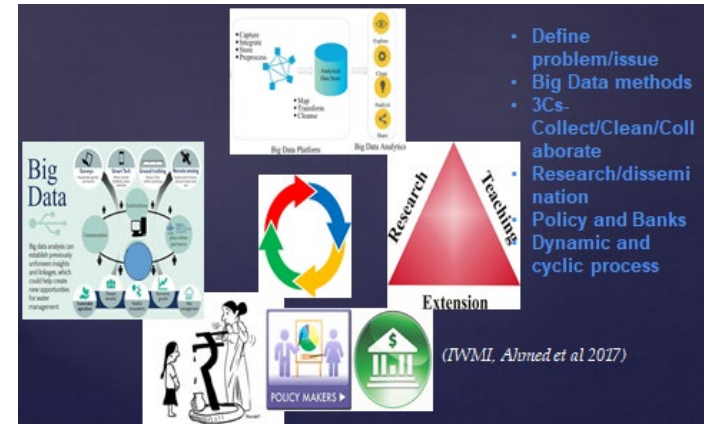 • Capture
• Integrate
• Store
• Preprocess
Analytical
Data Store
• Map
• Transform
• Cleanse
Explore
Clean
Analysis
Share
Big Data Platform
Big Data Analytics
• Define
problem/issue
• Big Data methods
• 3Cs-
Collect/Clean/Coll
aborate
• Research/dissemi
nation
• Policy and Banks
• Dynamic and
cyclic process
Big
Data
Surveys
Smart Tech
Ground truthing
Remote sensing
Institutions
Communities
Big data analysis can
establish previously
unforeseen insights
and linkages, which
could help create
new opportunities
for water
management.
Research
Teaching
Extension
POLICY MAKERS
$
(IWMI, Ahmed et al 2017)